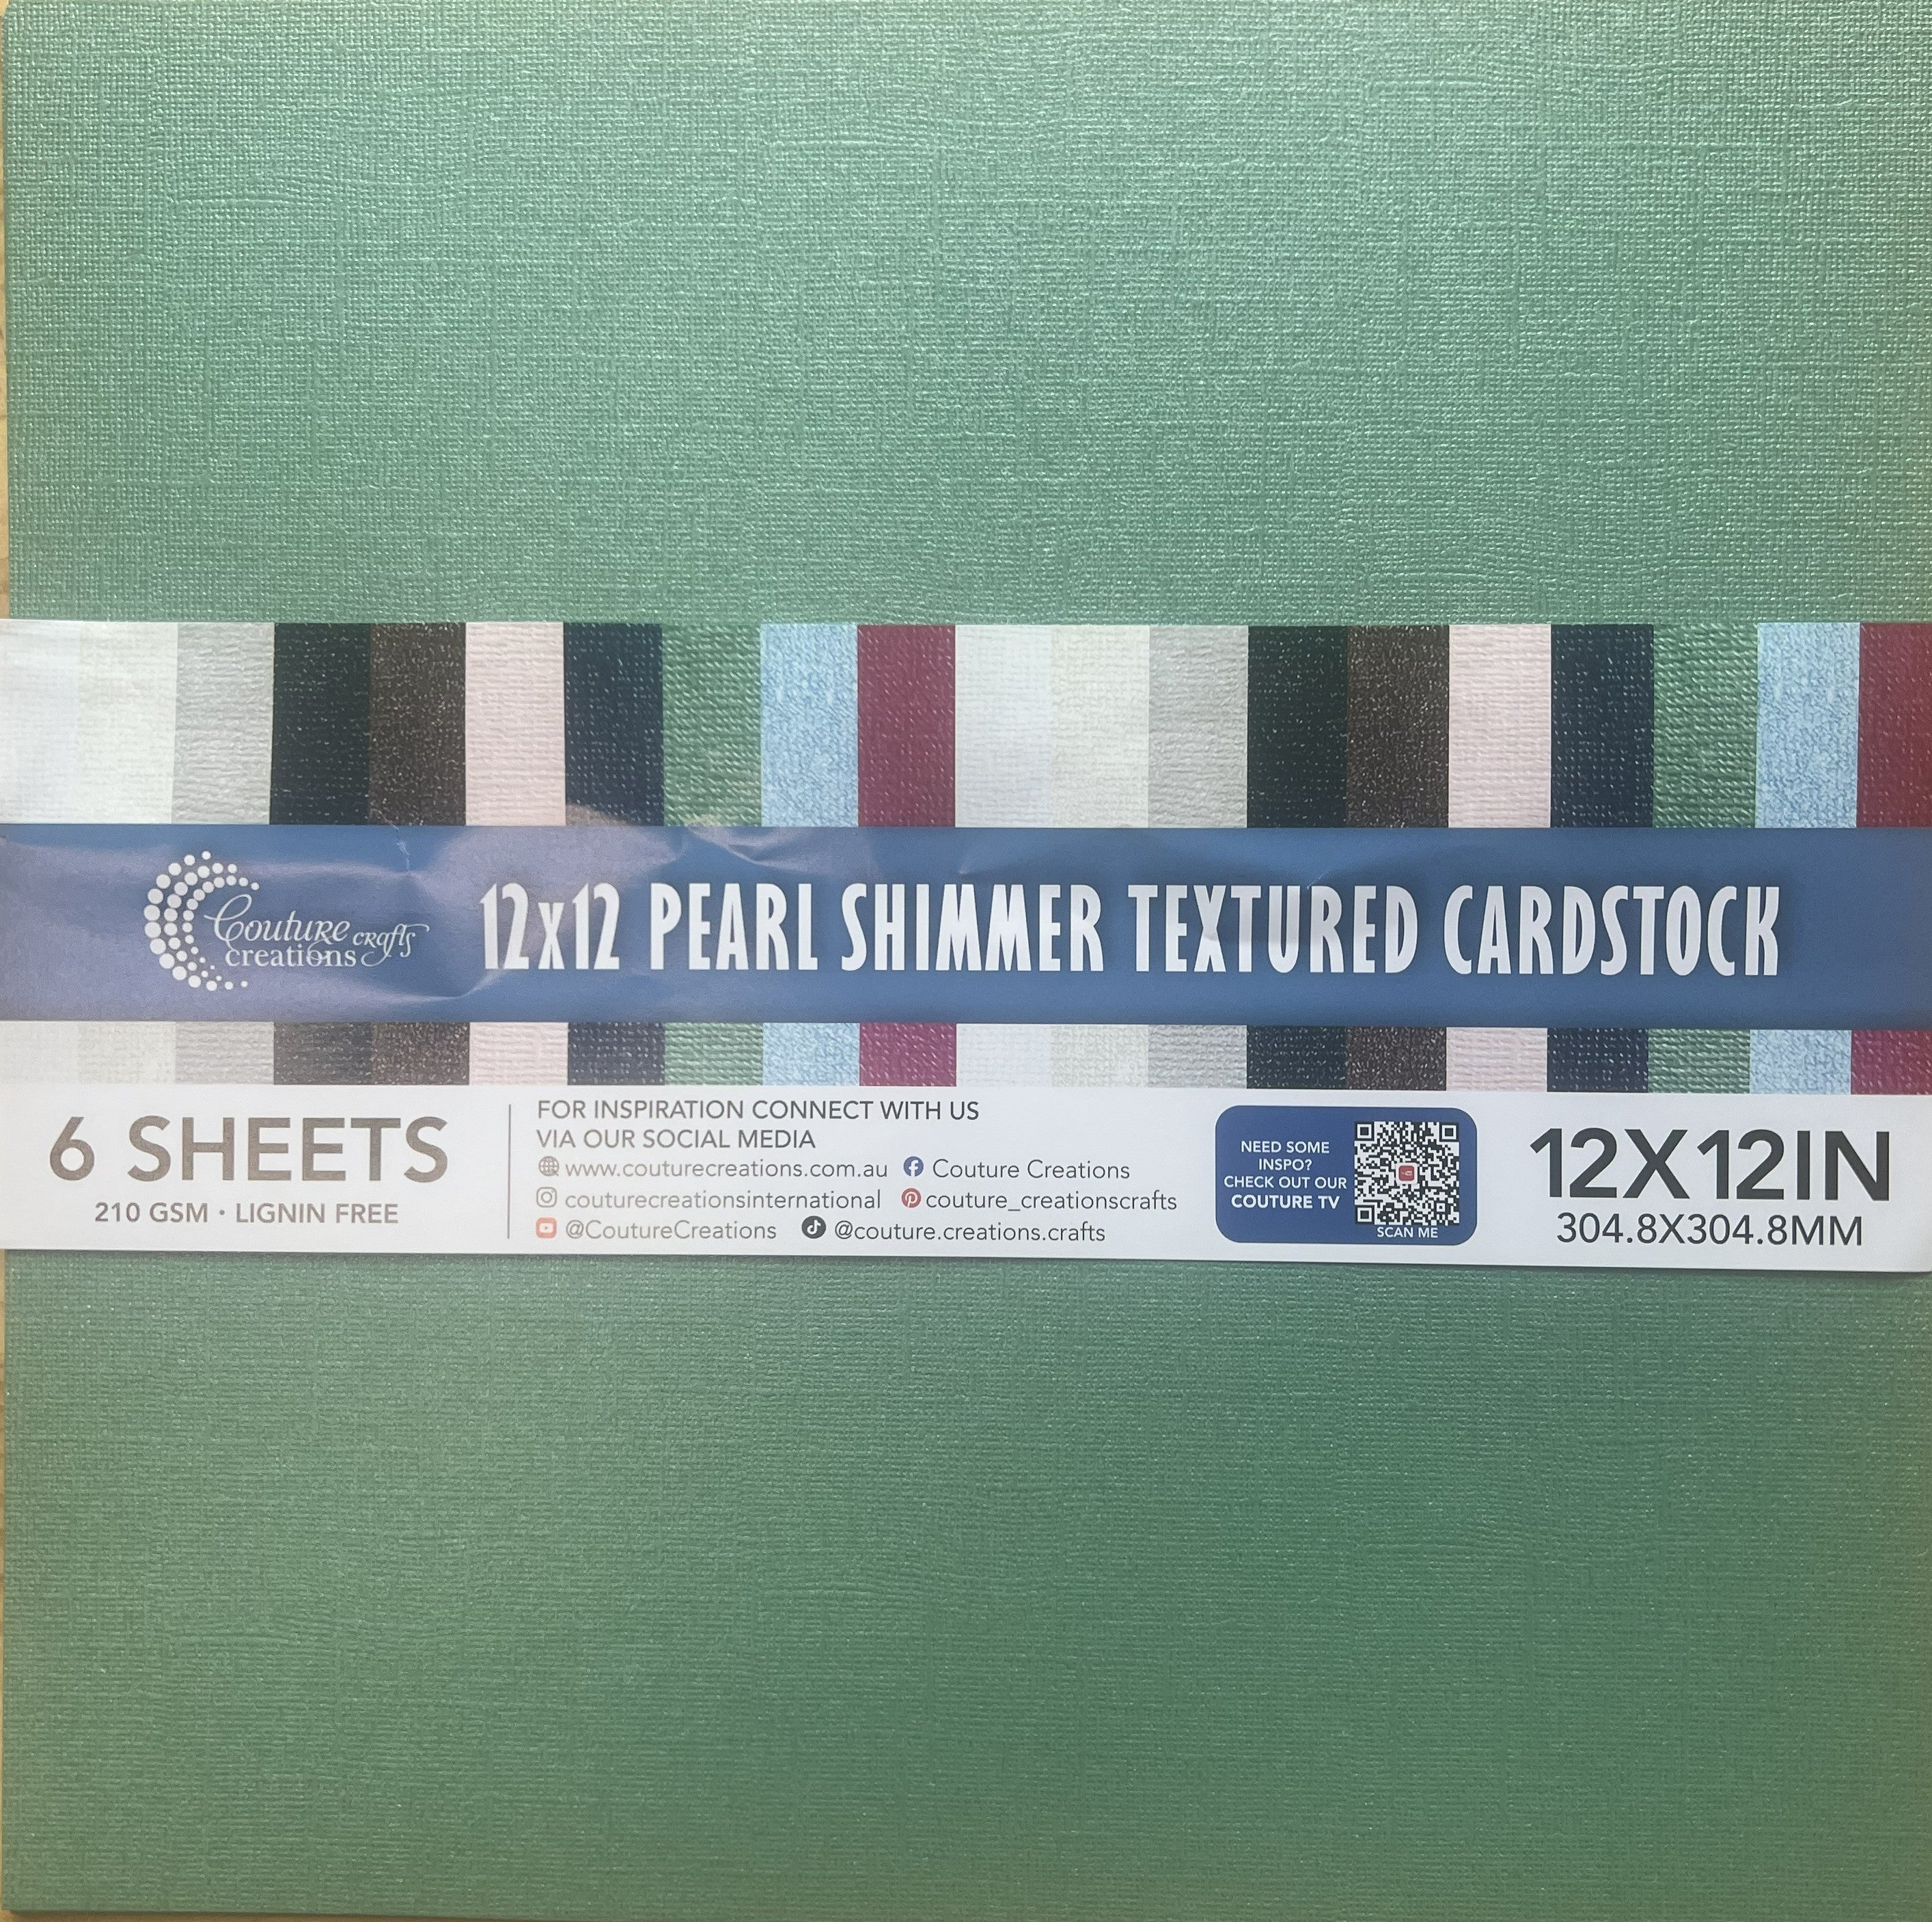 Couture
creations crafts
12x12 PEARL SHIMMER TEXTURED CARDSTOCK
6 SHEETS
210 GSM · LIGNIN FREE
FOR INSPIRATION CONNECT WITH US
VIA OUR SOCIAL MEDIA
www.couturecreations.com.au Couture Creations
couturecreationsinternational couture_creationscrafts
@CoutureCreations @couture.creations.crafts
NEED SOME
INSPO?
CHECK OUT OUR
COUTURE TV
SCAN ME
12X12IN
304.8X304.8MM